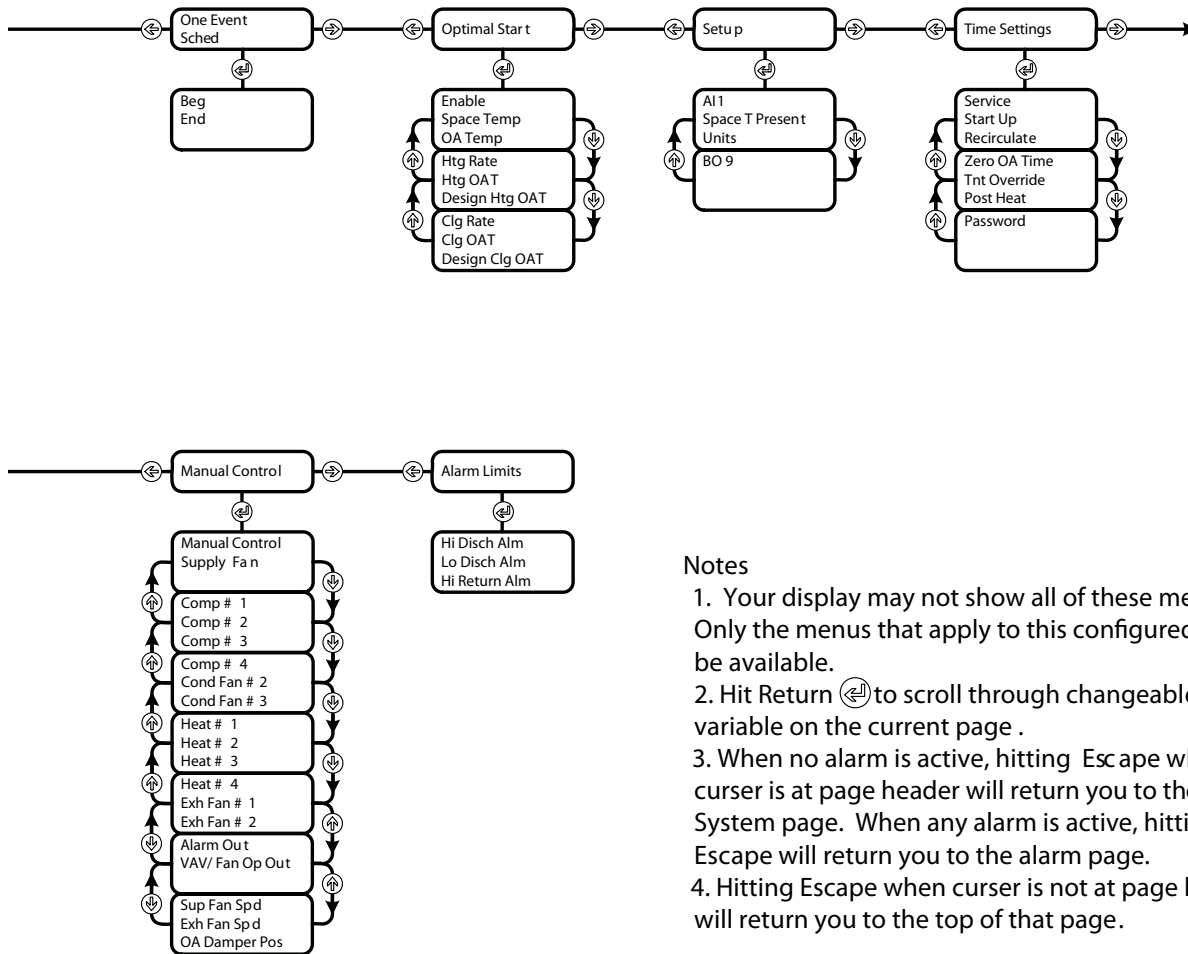 One Event
Sched
Beg
End
Optimal Start
Enable
Space Temp
OA Temp
Htg Rate
Htg OAT
Design Htg OAT
Clg Rate
Clg OAT
Design Clg OAT
Setup
AI1
Space T Present
Units
BO 9
Time Settings
Service
Start Up
Recirculate
Zero OA Time
Tnt Override
Post Heat
Password
Manual Control
Manual Control
Supply Fan
Comp # 1
Comp # 2
Comp # 3
Comp # 4
Cond Fan # 2
Cond Fan # 3
Heat # 1
Heat # 2
Heat # 3
Heat # 4
Exh Fan # 1
Exh Fan # 2
Alarm Out
VAV/ Fan Op Out
Sup Fan Spd
Exh Fan Spd
OA Damper Pos
Alarm Limits
Hi Disch Alm
Lo Disch Alm
Hi Return Alm
Notes
1. Your display may not show all of these
Only the menus that apply to this configured
be available.
2. Hit Return to scroll through changeable
variable on the current page .
3. When no alarm is active, hitting Escape
curser is at page header will return you to the
System page. When any alarm is active,
Escape will return you to the alarm page.
4. Hitting Escape when curser is not at page
will return you to the top of that page.